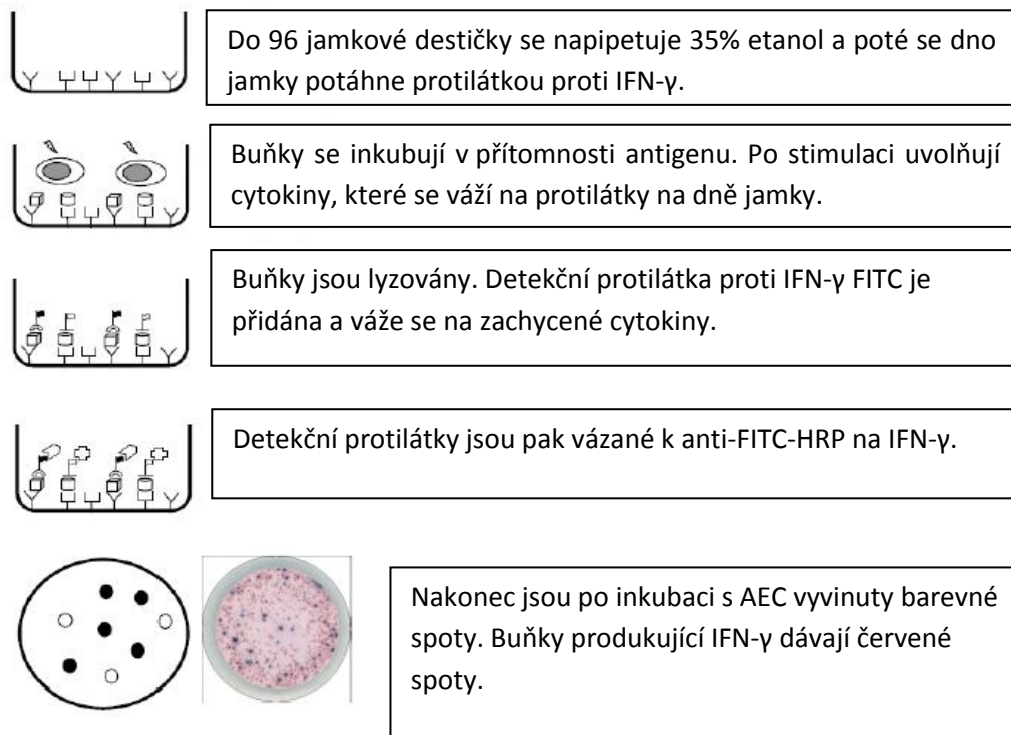 Do 96 jamkové destičky se napipetuje 35% etanol a poté se dno
jamky potáhne protilátkou proti IFN-γ.
Buňky se inkubují v přítomnosti antigenu. Po stimulaci uvolňují
cytokiny, které se váží na protilátky na dně jamky.
Buňky jsou lyzovány. Detekční protilátka proti IFN-γ FITC je
přidána a váže se na zachycené cytokiny.
Detekční protilátky jsou pak vázané k anti-FITC-HRP na IFN-γ.
Nakonec jsou po inkubaci s AEC vyvinuty barevné
spoty. Buňky produkující IFN-γ dávají červené
spoty.